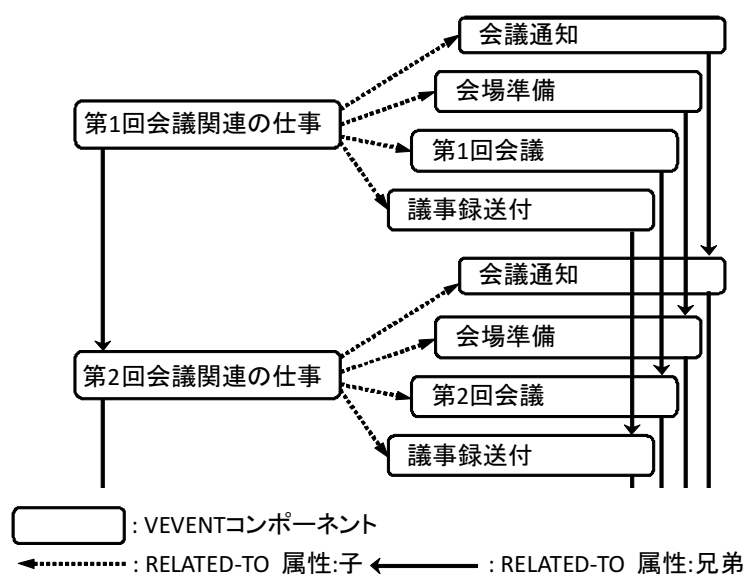 会議通知
会場準備
第1回会議関連の仕事
第1回会議
議事録送付
会議通知
会場準備
第2回会議関連の仕事
第2回会議
議事録送付
: VEVENTコンポーネント
: RELATED-TO 属性:子
: RELATED-TO 属性:兄弟